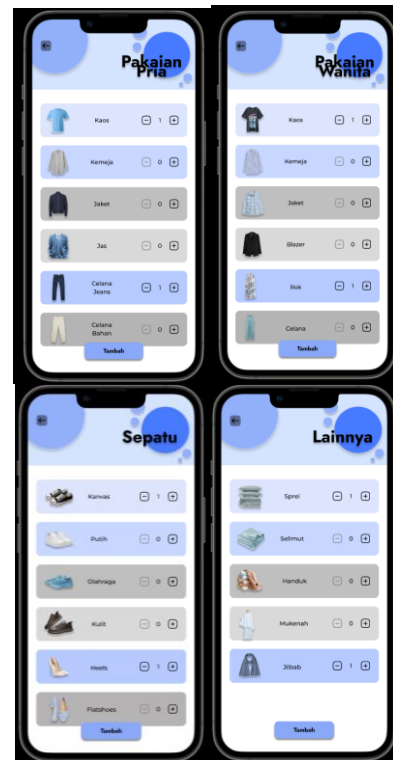 Pakaian
Pria
Kaos 1
Kemeja 0
Jaket 0
Jas 0
Celana
Jeans 1
Celana
Bahan 0
Tambah
Pakaian
Wanita
Kaos 1
Kemeja 0
Jaket 0
Blazer 0
Rok 1
Celana 0
Tambah
Sepatu
Kanvas 1
Putih 0
Olahraga 0
Kulit 0
Heels 1
Flatshoes 0
Tambah
Lainnya
Sprei 1
Selimut 0
Handuk 0
Mukenah 0
Jilbab 1
Tambah